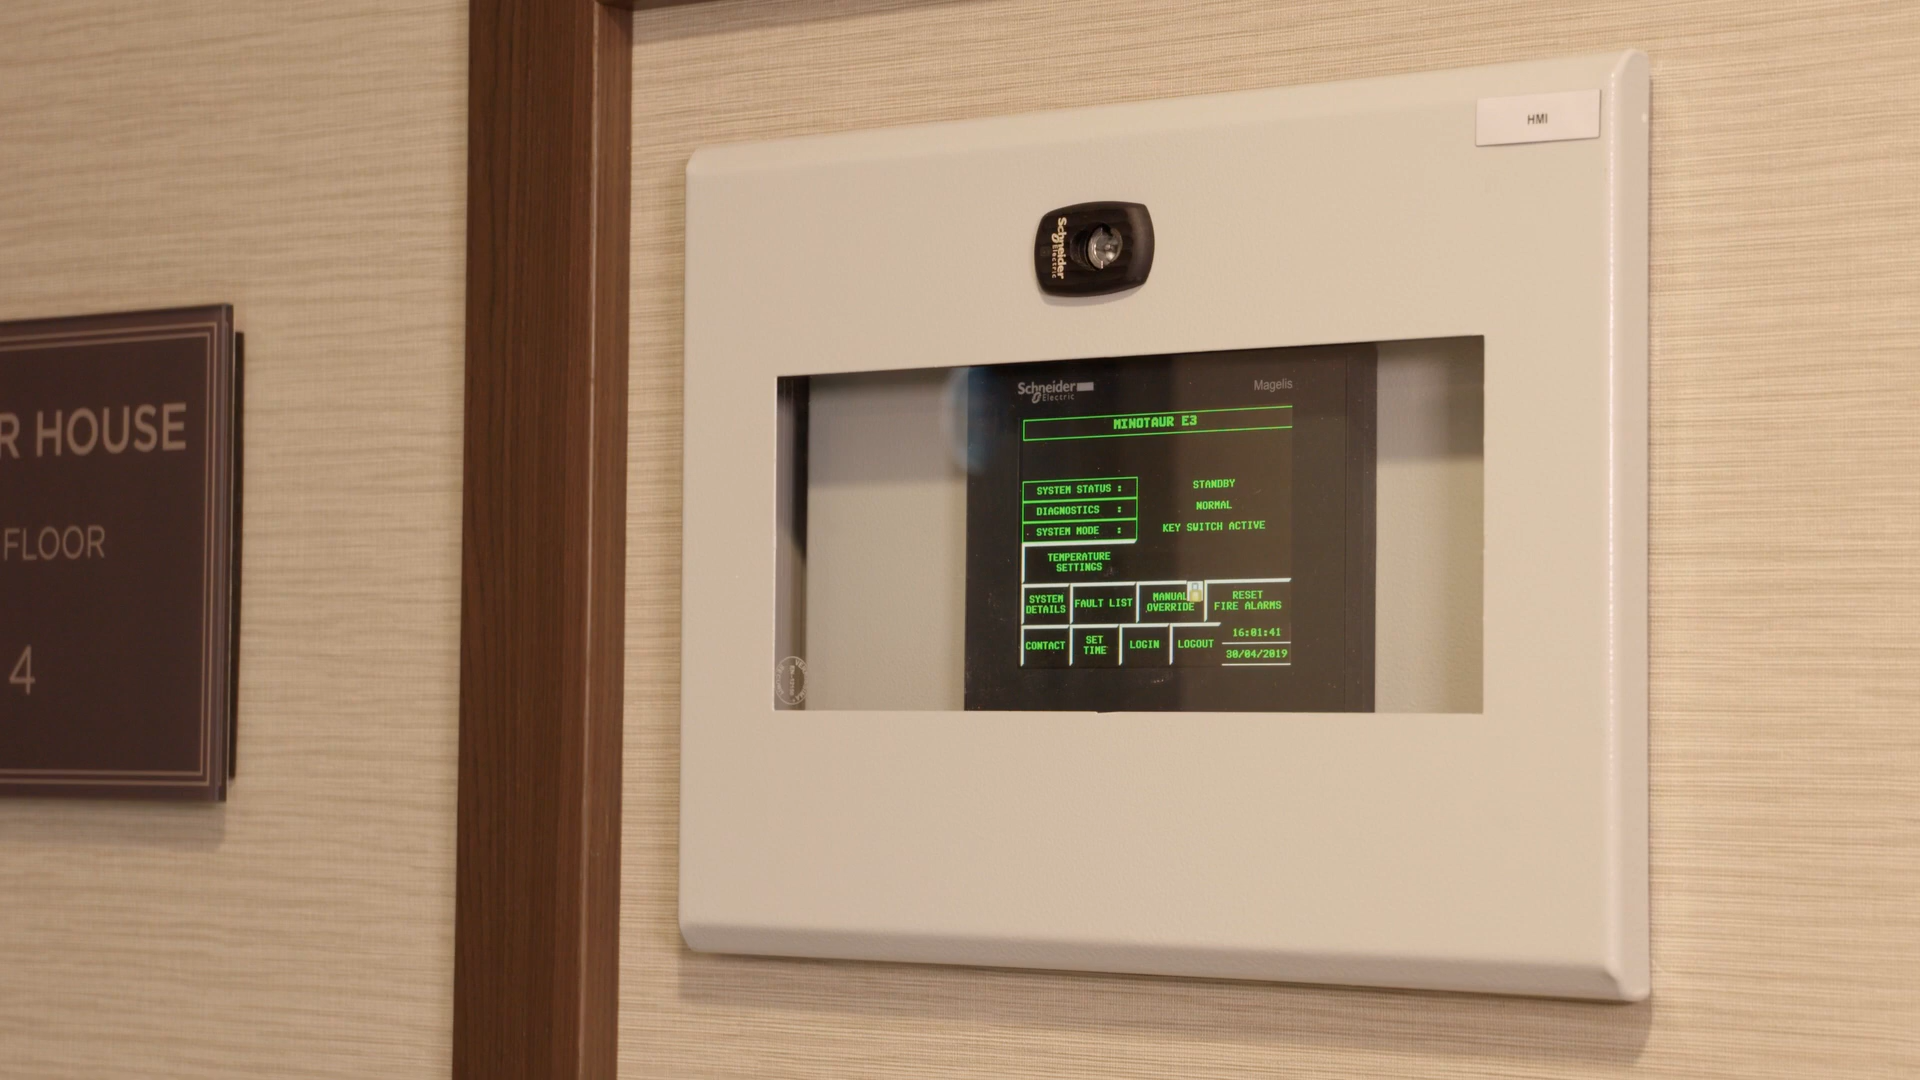 R HOUSE
FLOOR
4
HMI
Schneider
Electric
Schneider
Electric
Magelis
MINOTAUR E3
SYSTEM STATUS : STANDBY
DIAGNOSTICS : NORMAL
SYSTEM MODE : KEY SWITCH ACTIVE
TEMPERATURE
SETTINGS
SYSTEM
DETAILS
FAULT LIST
MANUAL
OVERRIDE
RESET
FIRE ALARMS
CONTACT
SET
TIME
LOGIN
LOGOUT
16:01:41
30/04/2019